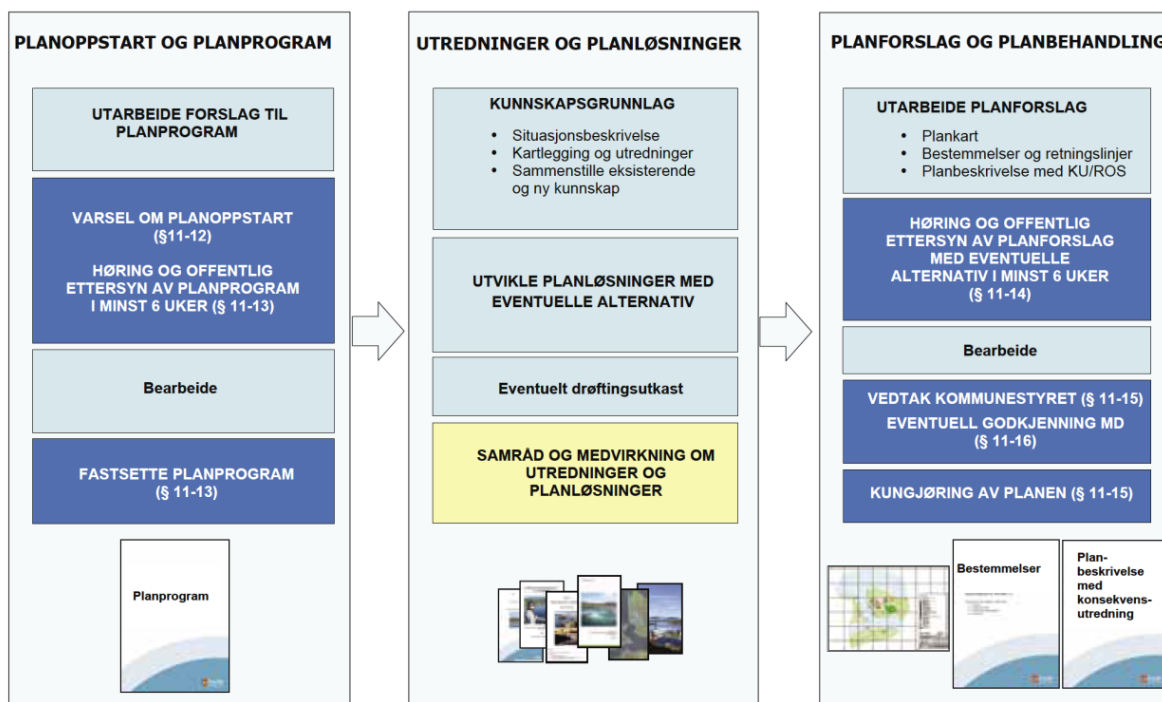 PLANOPPSTART OG PLANPROGRAM
UTARBEIDE FORSLAG TIL
PLANPROGRAM
VARSEL OM PLANOPPSTART
(§11-12)
HØRING OG OFFENTLIG
ETTERSYN AV PLANPROGRAM
I MINST 6 UKER (§ 11-13)
Bearbeide
FASTSETTE PLANPROGRAM
(§ 11-13)
Planprogram
UTREDNINGER OG PLANLØSNINGER
KUNNSKAPSGRUNNLAG
• Situasjonsbeskrivelse
• Kartlegging og utredninger
• Sammenstille eksisterende
og ny kunnskap
UTVIKLE PLANLØSNINGER MED
EVENTUELLE ALTERNATIV
Eventuelt drøftingsutkast
SAMRÅD OG MEDVIRKNING OM
UTREDNINGER OG
PLANLØSNINGER
PLANFORSLAG OG PLANBEHANDLING
UTARBEIDE PLANFORSLAG
• Plankart
• Bestemmelser og retningslinjer
• Planbeskrivelse med KU/ROS
HØRING OG OFFENTLIG
ETTERSYN AV PLANFORSLAG
MED EVENTUELLE
ALTERNATIV I MINST 6 UKER
(§ 11-14)
Bearbeide
VEDTAK KOMMUNESTYRET (§ 11-15)
EVENTUELL GODKJENNING MD
(§ 11-16)
KUNGJØRING AV PLANEN (§ 11-15)
Bestemmelser
Plan-
beskrivelse
med
konsekvens-
utredning